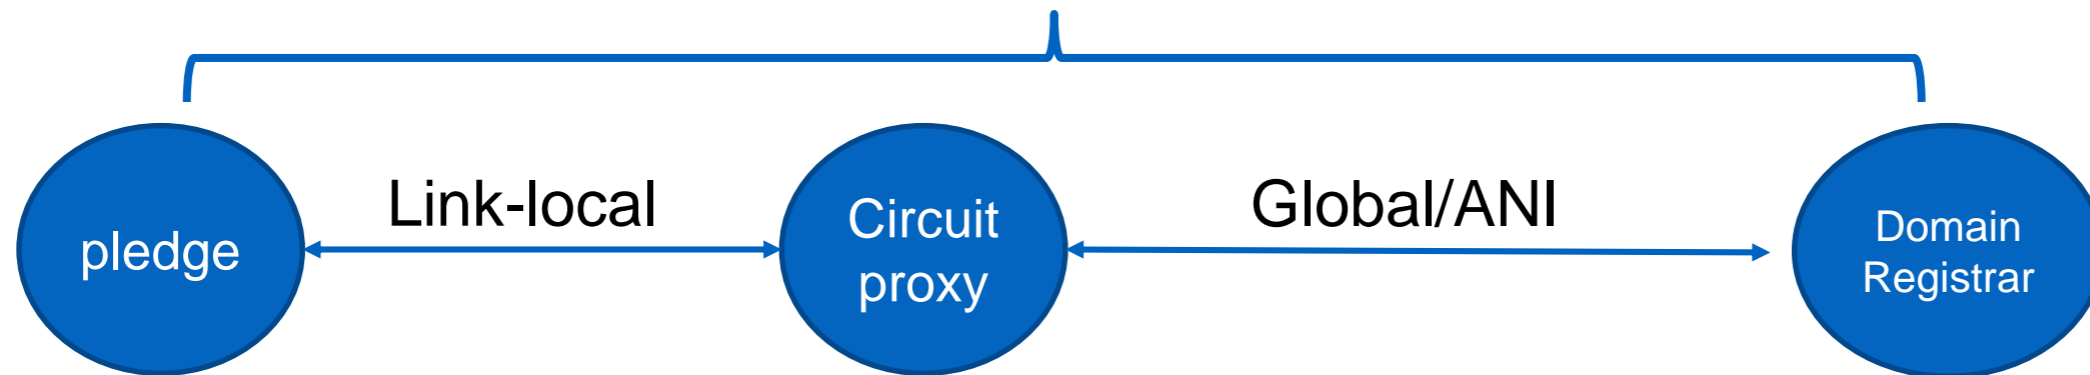 pledge
Link-local
Circuit
proxy
Global/ANI
Domain
Registrar